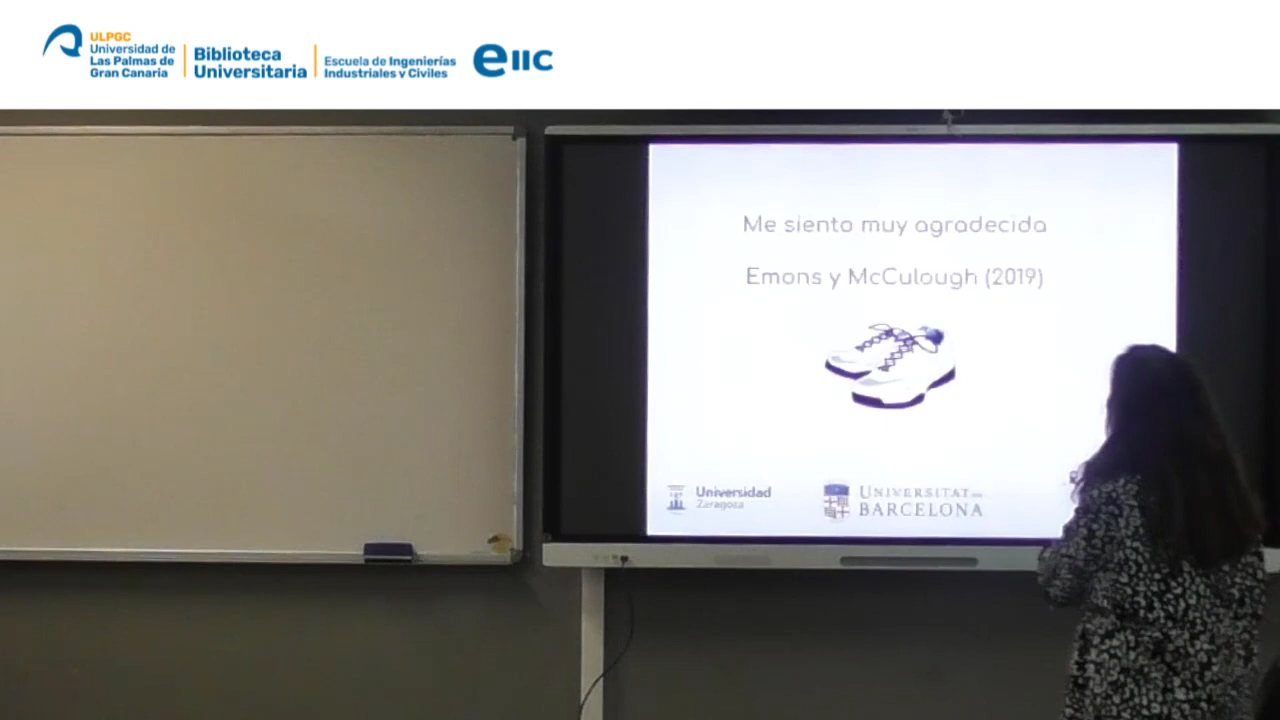 ULPGC
Universidad de
Las Palmas de
Gran Canaria
Biblioteca
Universitaria
Escuela de Ingenierías
Industriales y Civiles
eiic
Me siento muy agradecida
Emons y McCulough (2019)
Universidad
Zaragoza
UNIVERSITAT DE
BARCELONA